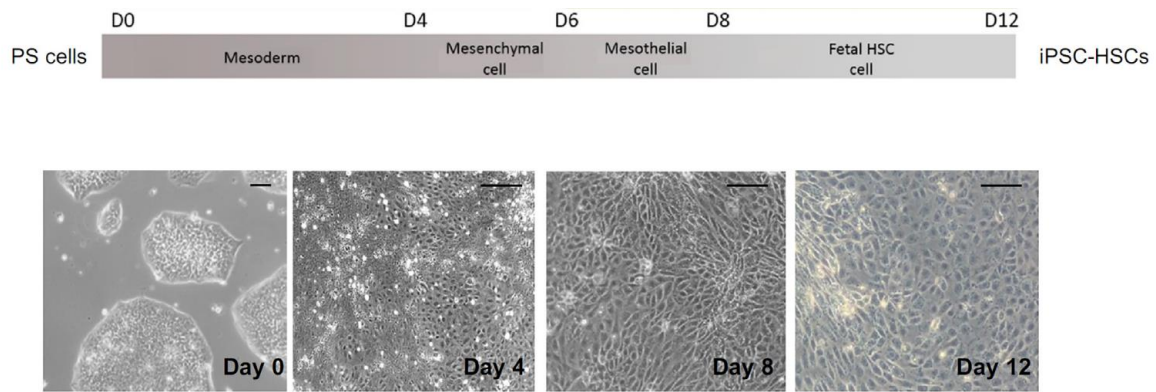 D0 D4 D6 D8 D12
PS cells
Mesoderm
Mesenchymal
cell
Mesothelial
cell
Fetal HSC
cell
iPSC-HSCs
Day 0
Day 4
Day 8
Day 12